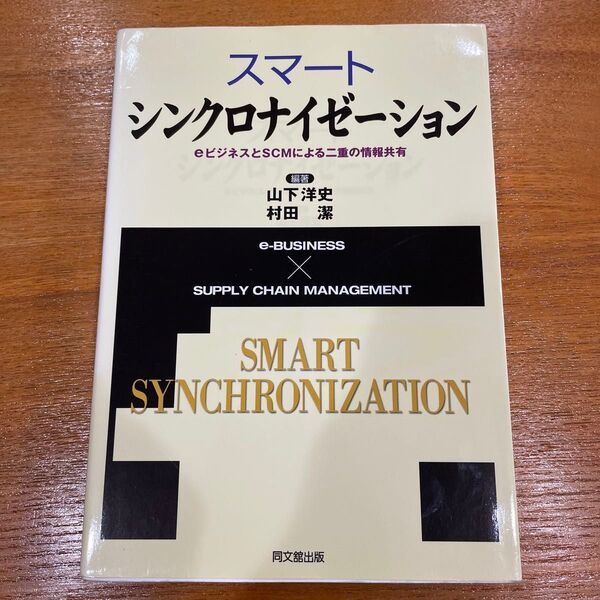 スマート
シンクロナイゼーション
eビジネスとSCMによる二重の情報共有
編著
山下洋史
村田 潔
e-BUSINESS
×
SUPPLY CHAIN MANAGEMENT
SMART
SYNCHRONIZATION
同文舘出版